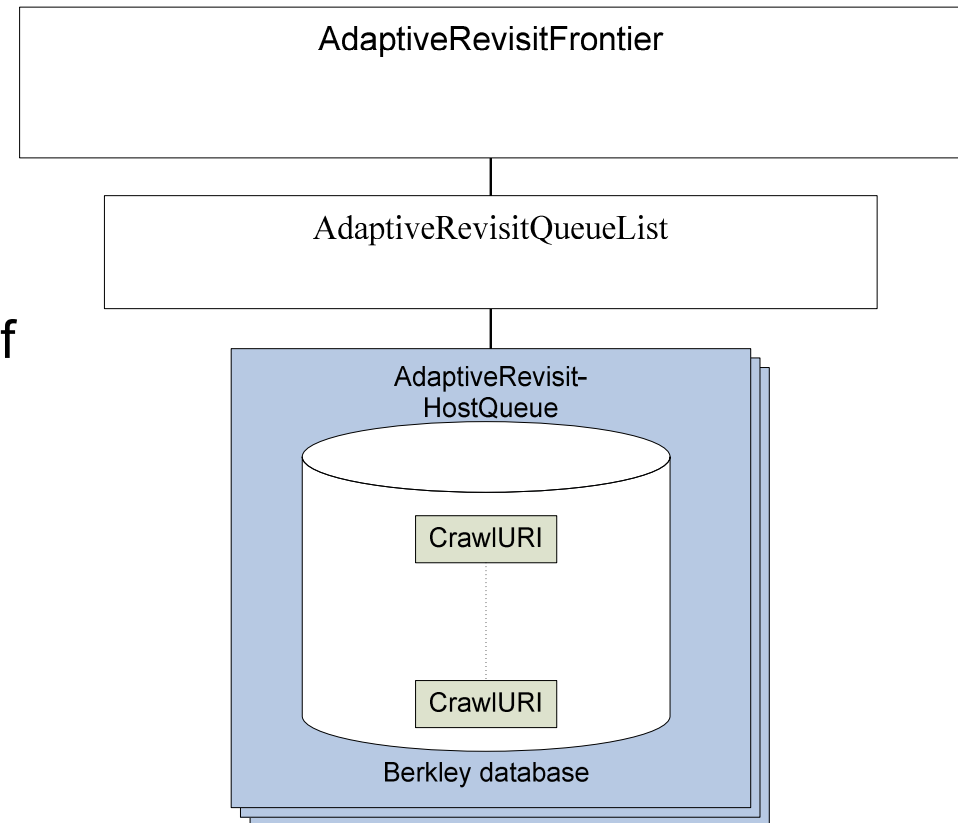 AdaptiveRevisitFrontier
AdaptiveRevisitQueueList
f
AdaptiveRevisit-
HostQueue
CrawlURI
CrawlURI
Berkley database